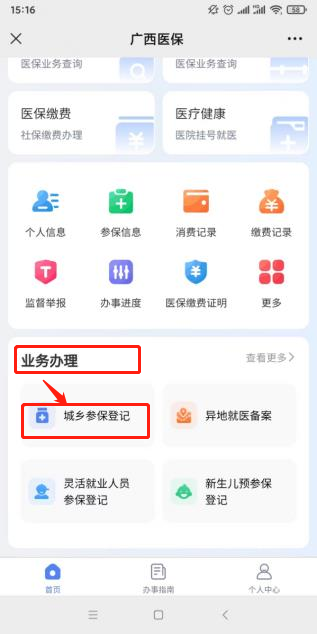 15:16
58
广西医保
医保业务查询
医保业务查询
医保缴费
社保缴费办理
医疗健康
医院挂号就医
个人信息
参保信息
消费记录
缴费记录
监督举报
办事进度
医保缴费证明
更多
业务办理
查看更多
城乡参保登记
异地就医备案
灵活就业人员
参保登记
新生儿预参保
登记
首页
办事指南
个人中心